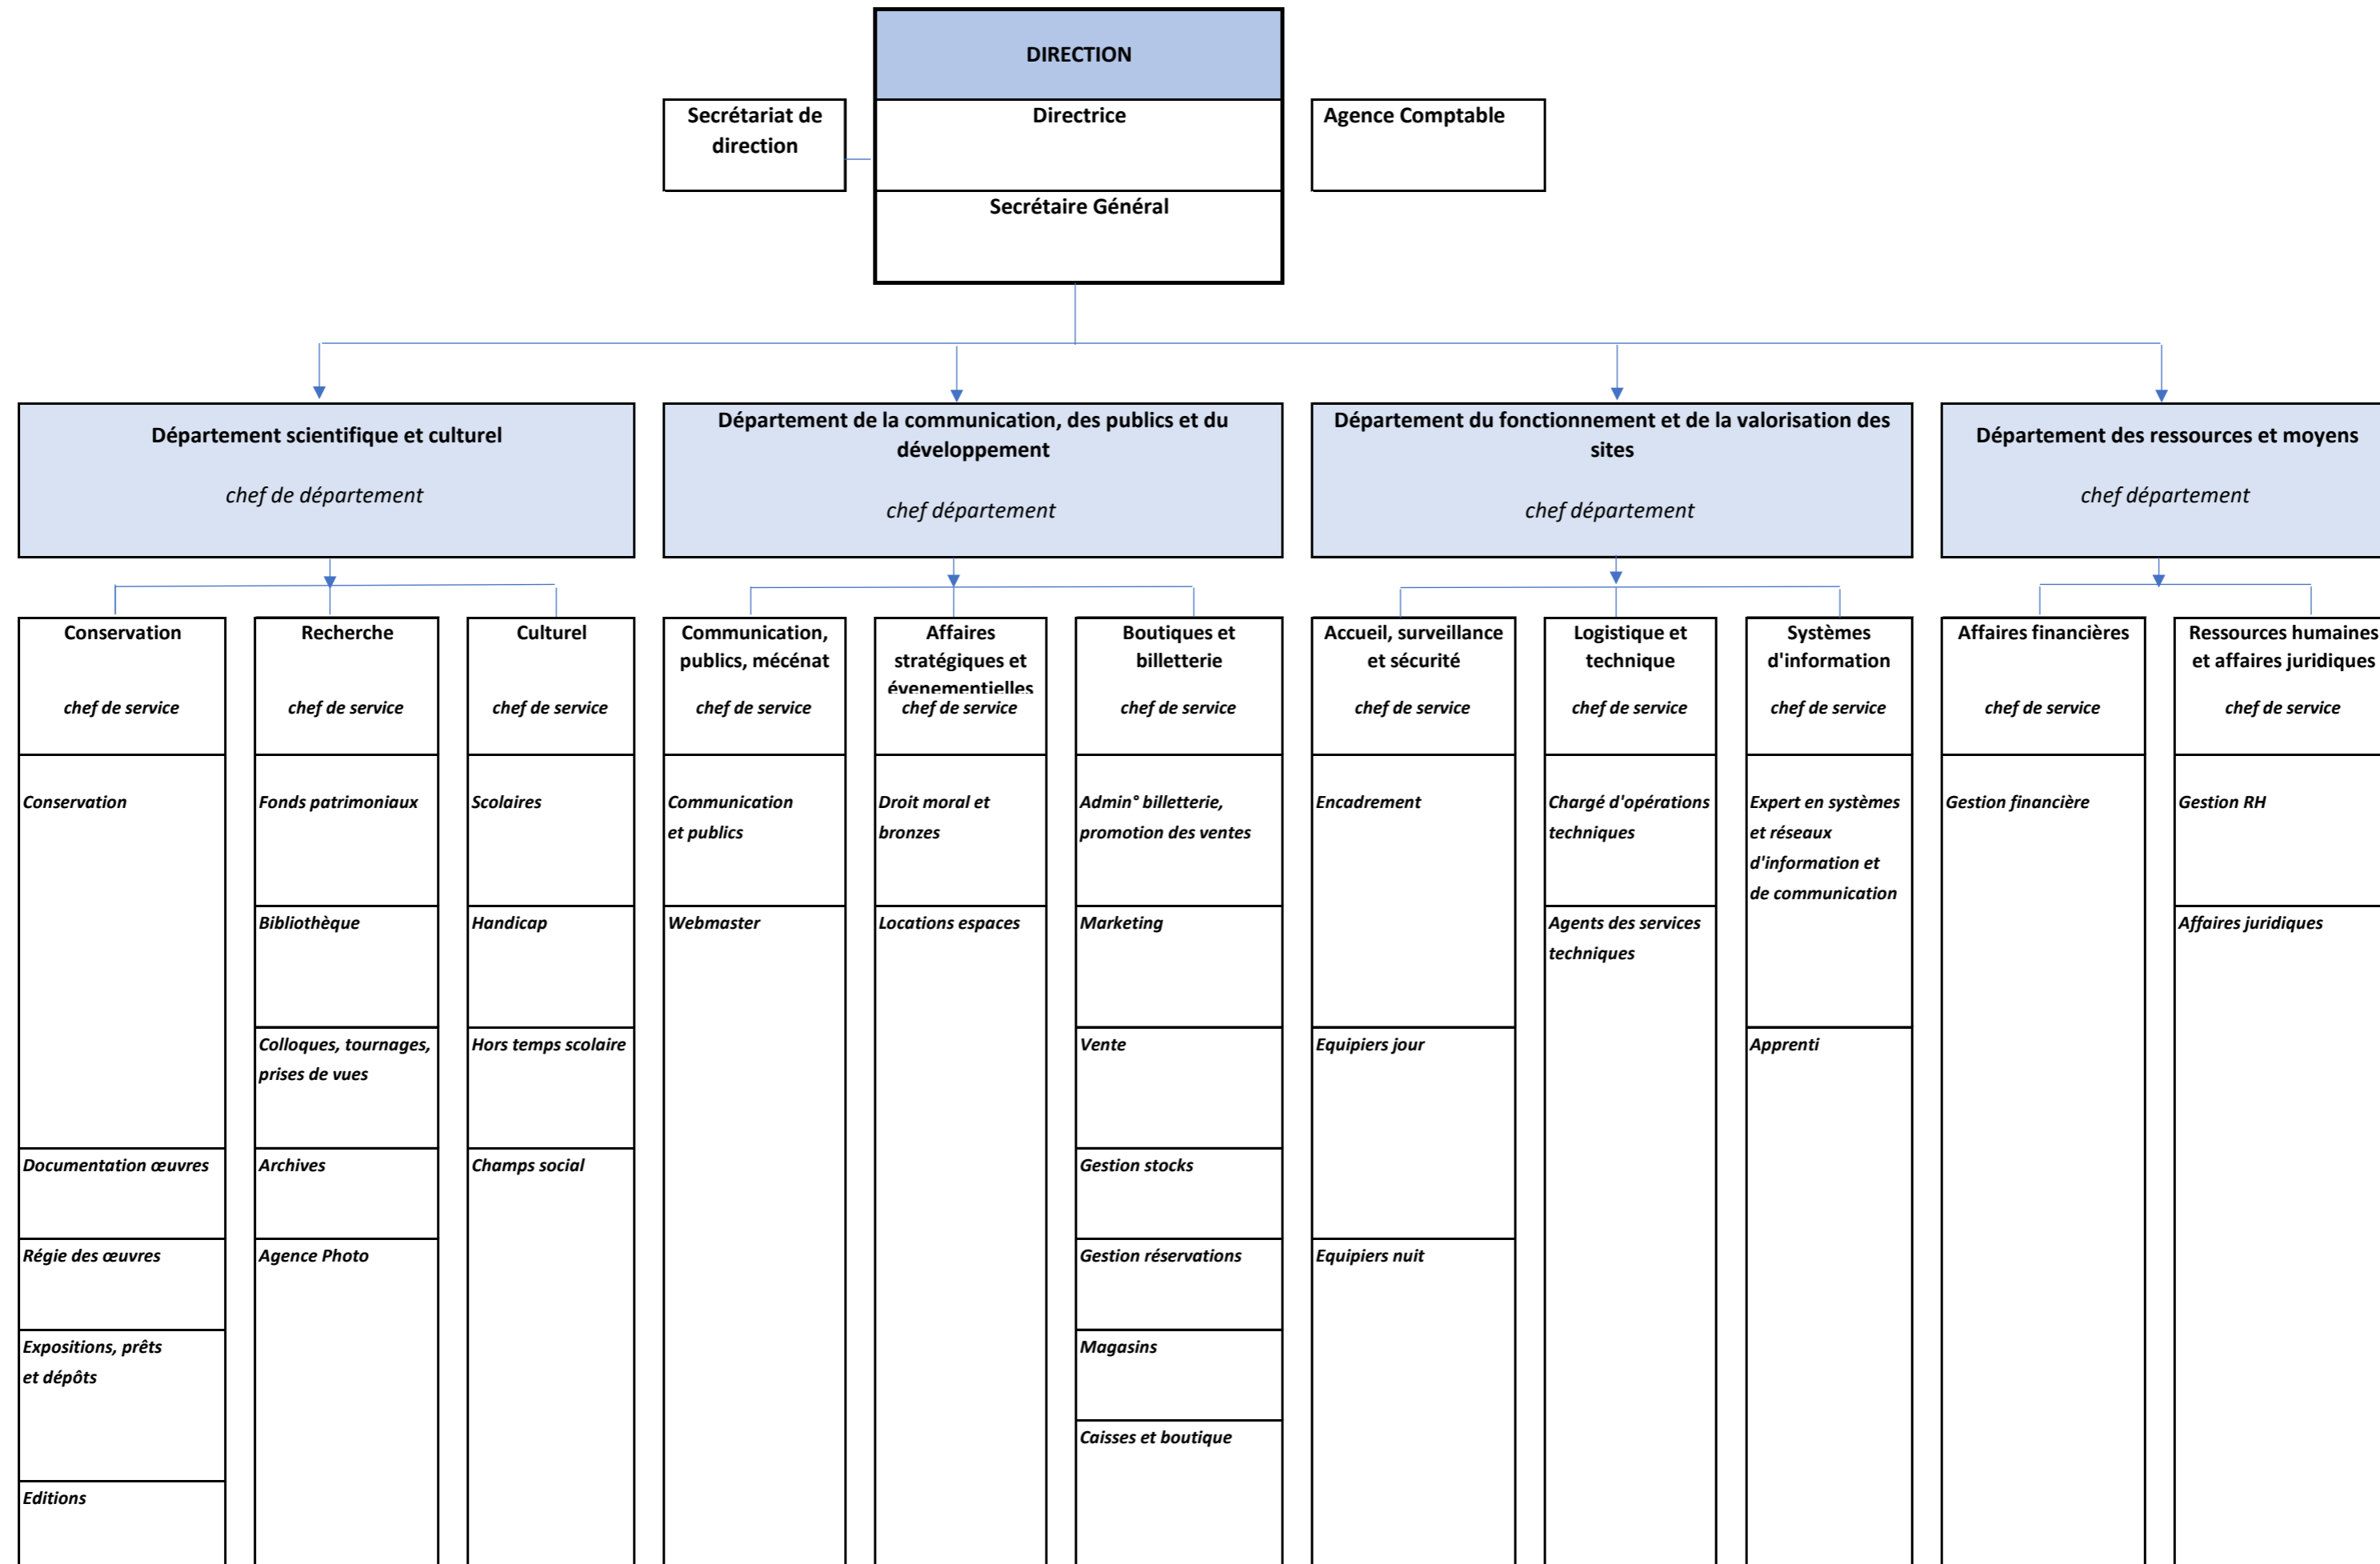 DIRECTION
Secrétariat de
direction
Directrice
Agence Comptable
Secrétaire Général
Département scientifique et culturel
chef de département
Département de la communication, des publics et du
développement
chef département
Département du fonctionnement et de la valorisation des
sites
chef département
Département des ressources et moyens
chef département
Conservation
chef de service
Conservation
Documentation œuvres
Régie des œuvres
Expositions, prêts
et dépôts
Editions
Recherche
chef de service
Fonds patrimoniaux
Bibliothèque
Colloques, tournages,
prises de vues
Archives
Agence Photo
Culturel
chef de service
Scolaires
Handicap
Hors temps scolaire
Champs social
Communication,
publics, mécénat
chef de service
Communication
et publics
Webmaster
Affaires
stratégiques et
évenementielles
chef de service
Droit moral et
bronzes
Locations espaces
Boutiques et
billetterie
chef de service
Admin° billetterie,
promotion des ventes
Marketing
Vente
Gestion stocks
Gestion réservations
Magasins
Caisses et boutique
Accueil, surveillance
et sécurité
chef de service
Encadrement
Equipiers jour
Equipiers nuit
Logistique et
technique
chef de service
Chargé d'opérations
techniques
Agents des services
techniques
Systèmes
d'information
chef de service
Expert en systèmes
et réseaux
d'information et
de communication
Apprenti
Affaires financières
chef de service
Gestion financière
Ressources humaines
et affaires juridiques
chef de service
Gestion RH
Affaires juridiques